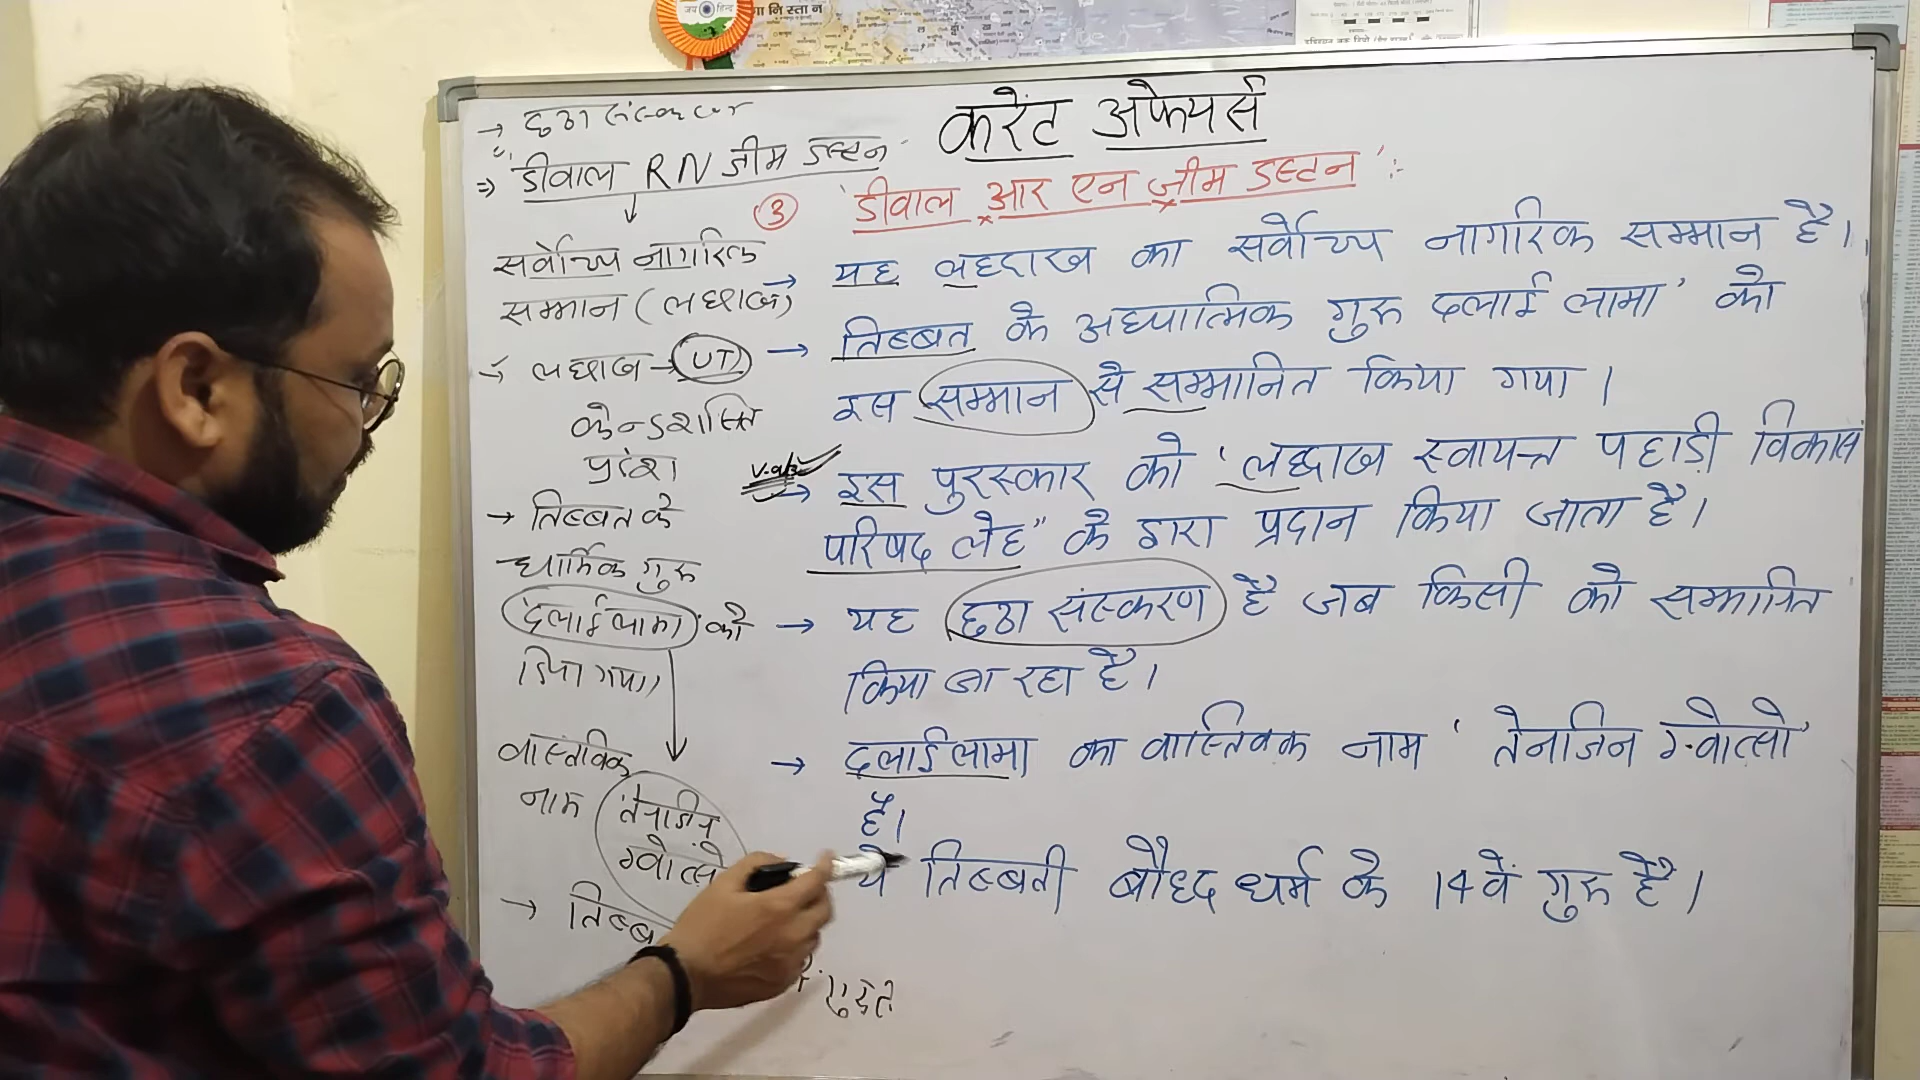 जय हिन्द
गानिस्तान
करेंट अफेयर्स
→ छठा संस्करण
⇒ डीवाल RN जीम डस्टन
↓
सर्वोच्च नागरिक
सम्मान (लद्दाख)
→ लद्दाख → UT
केन्द्रशासित
प्रदेश
→ तिब्बत के
धार्मिक गुरु
दलाई लामा को
दिया गया।
वास्तविक
नाम तेनजिन
ग्योत्सो
→ तिब्ब
③ 'डीवाल आर एन जीम डस्टन' :-
→ यह लद्दाख का सर्वोच्च नागरिक सम्मान है।
→ तिब्बत के अध्यात्मिक गुरु दलाई लामा' को
इस सम्मान से सम्मानित किया गया।
→ इस पुरस्कार को 'लद्दाख स्वायत्त पहाड़ी विकास
परिषद लेह" के द्वारा प्रदान किया जाता है।
→ यह छठा संस्करण है जब किसी को सम्मानित
किया जा रहा है।
→ दलाईलामा का वास्तिवक नाम 'तेनजिन ग्योत्सो'
है।
ये तिब्बती बौध्द धर्म के 14वें गुरु है।